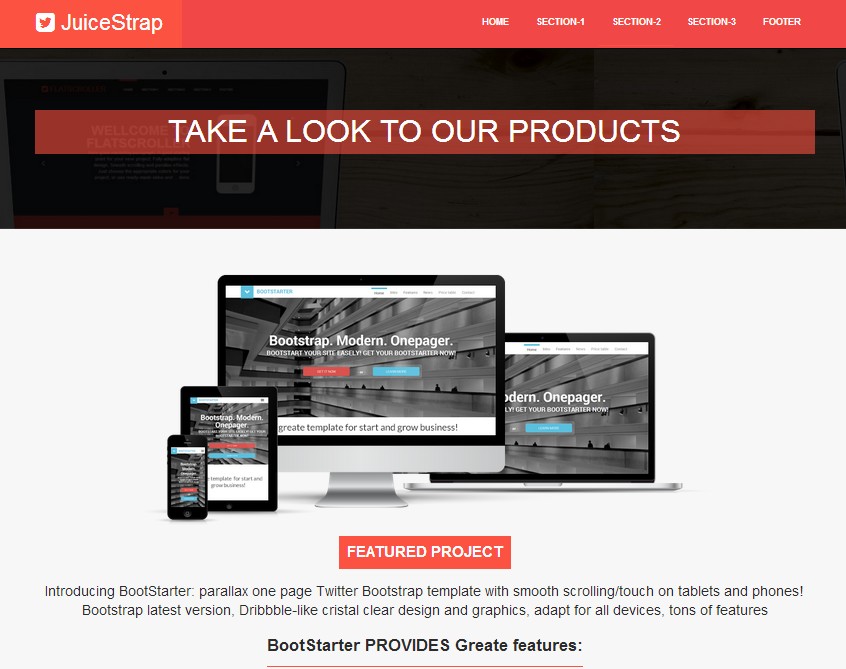 JuiceStrap
HOME SECTION-1 SECTION-2 SECTION-3 FOOTER
TAKE A LOOK TO OUR PRODUCTS
BOOTSTARTER
Home
Bootstrap. Modern. Onepager.
BOOTSTART YOUR SITE EASELY! GET YOUR BOOTSTARTER NOW!
great template for start and grow business!
Home
odern. Onepager.
LY! GET YOUR BOOTSTARTER NOW!
Bootstrap. Modern.
Onepager.
template for start and
grow business!
FEATURED PROJECT
Introducing BootStarter: parallax one page Twitter Bootstrap template with smooth scrolling/touch on tablets and phones!
Bootstrap latest version, Dribbble-like cristal clear design and graphics, adapt for all devices, tons of features
BootStarter PROVIDES Greate features: